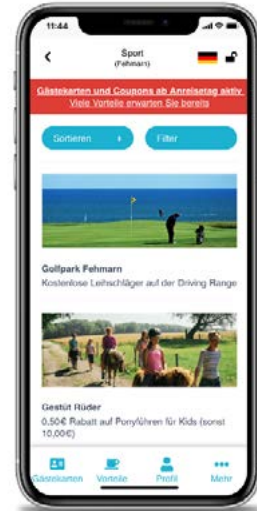 11:44
Sport
(Fehmarn)
Gästekarten und Coupons ab Anreisetag aktiv
Viele Vorteile erwarten Sie bereits
Sortieren
Filter
Golfpark Fehmarn
Kostenlose Leihschläger auf der Driving Range
Gestüt Rüder
0,50€ Rabatt auf Ponyführen für Kids (sonst
10,00€)
Gästekarten Vorteile Profil Mehr